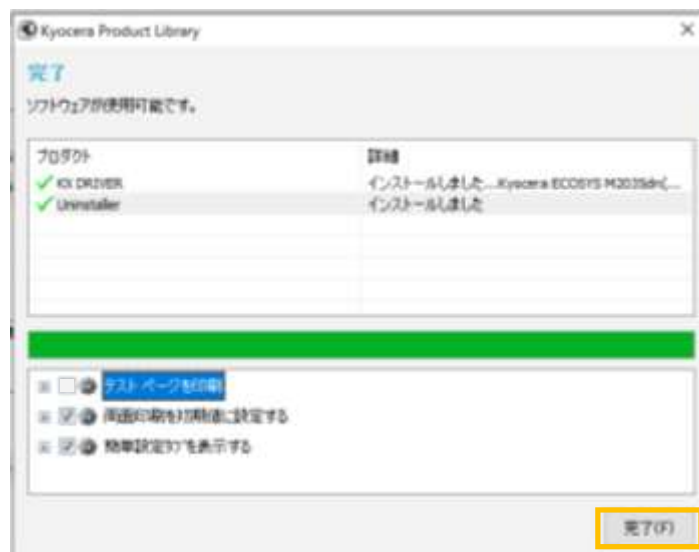 Kyocera Product Library
完了
ソフトウェアが使用可能です。
プロダクト 詳細
KX DRIVER インストールしました...Kyocera ECOSYS M2035dn(...
Uninstaller インストールしました
テスト ページを印刷
両面印刷を初期値に設定する
簡単設定ﾀﾌﾞを表示する
完了(F)